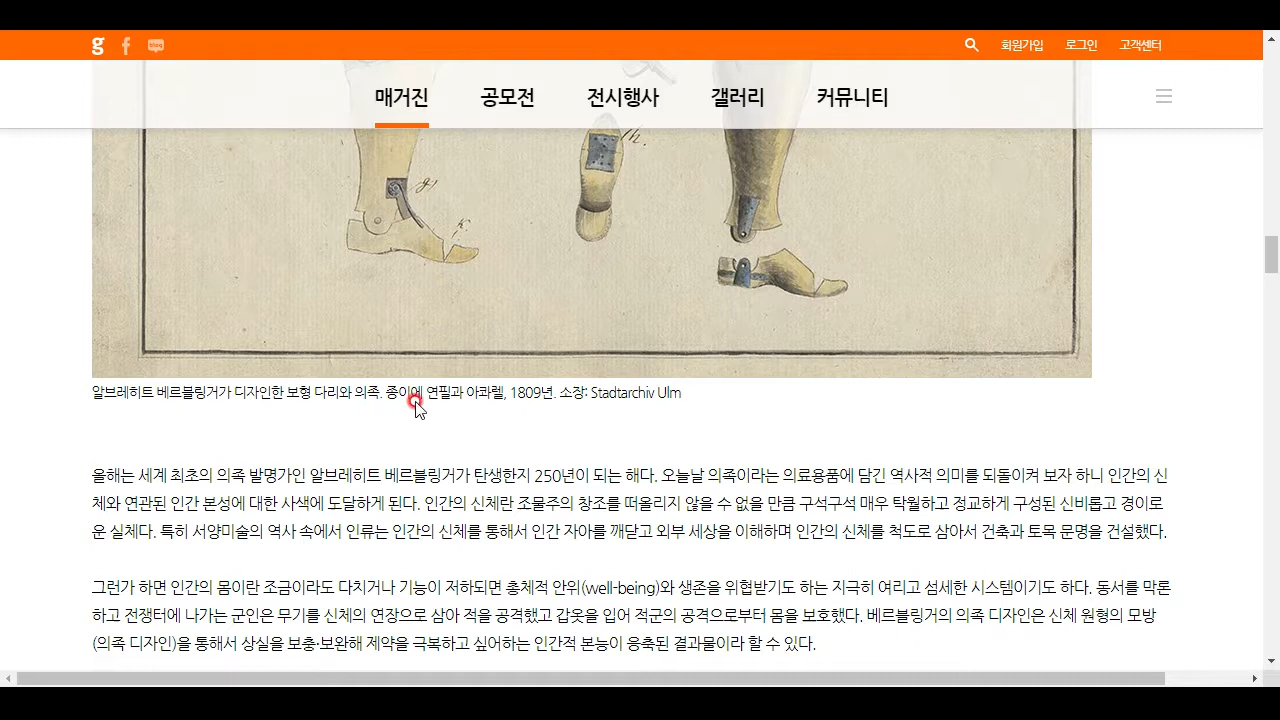 g f blog 회원가입 로그인 고객센터
매거진 공모전 전시행사 갤러리 커뮤니티
th.
g
k.
알브레히트 베르블링거가 디자인한 보형 다리와 의족. 종이에 연필과 아콰렐, 1809년. 소장: Stadtarchiv Ulm
올해는 세계 최초의 의족 발명가인 알브레히트 베르블링거가 탄생한지 250년이 되는 해다. 오늘날 의족이라는 의료용품에 담긴 역사적 의미를 되돌이켜 보자 하니 인간의 신
체와 연관된 인간 본성에 대한 사색에 도달하게 된다. 인간의 신체란 조물주의 창조를 떠올리지 않을 수 없을 만큼 구석구석 매우 탁월하고 정교하게 구성된 신비롭고 경이로
운 실체다. 특히 서양미술의 역사 속에서 인류는 인간의 신체를 통해서 인간 자아를 깨닫고 외부 세상을 이해하며 인간의 신체를 척도로 삼아서 건축과 토목 문명을 건설했다.
그런가 하면 인간의 몸이란 조금이라도 다치거나 기능이 저하되면 총체적 안위(well-being)와 생존을 위협받기도 하는 지극히 여리고 섬세한 시스템이기도 하다. 동서를 막론
하고 전쟁터에 나가는 군인은 무기를 신체의 연장으로 삼아 적을 공격했고 갑옷을 입어 적군의 공격으로부터 몸을 보호했다. 베르블링거의 의족 디자인은 신체 원형의 모방
(의족 디자인)을 통해서 상실을 보충·보완해 제약을 극복하고 싶어하는 인간적 본능이 응축된 결과물이라 할 수 있다.